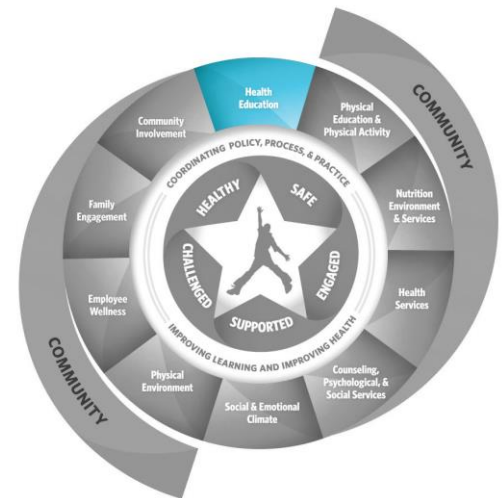 Health
Education
Physical
Education &
Physical Activity
Nutrition
Environment
& Services
Health
Services
Counseling,
Psychological, &
Social Services
Social & Emotional
Climate
Physical
Environment
Employee
Wellness
Family
Engagement
Community
Involvement
COMMUNITY
COMMUNITY
COORDINATING POLICY, PROCESS, & PRACTICE
IMPROVING LEARNING AND IMPROVING HEALTH
HEALTHY
SAFE
ENGAGED
SUPPORTED
CHALLENGED